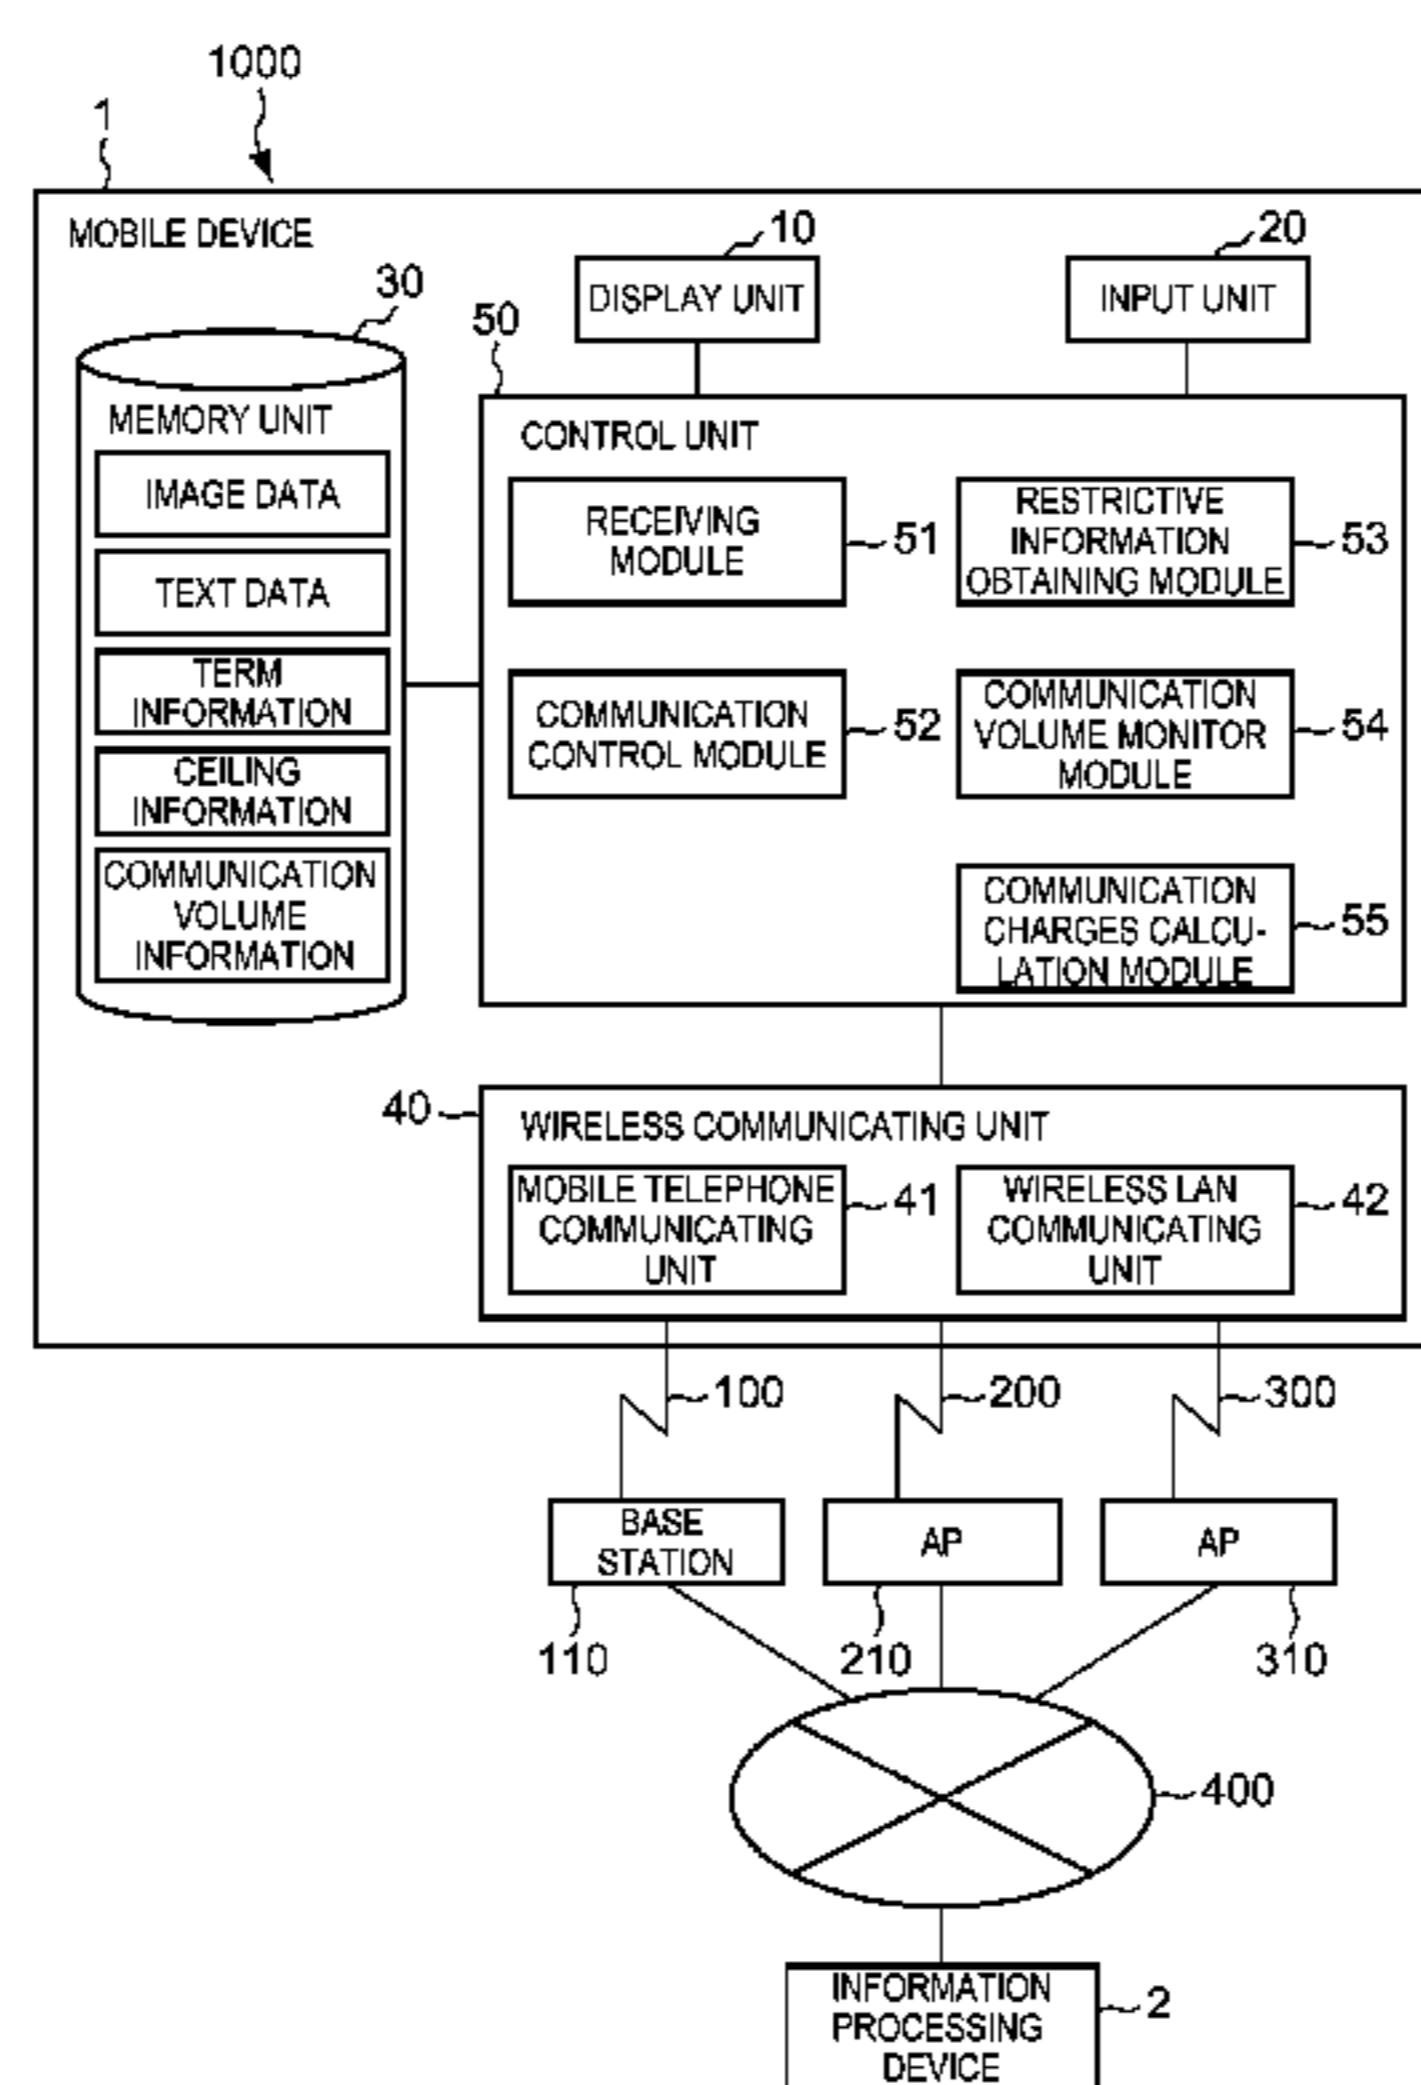 1000
1
MOBILE DEVICE
10
20
DISPLAY UNIT
INPUT UNIT
30
50
MEMORY UNIT
IMAGE DATA
TEXT DATA
TERM
INFORMATION
CEILING
INFORMATION
COMMUNICATION
VOLUME
INFORMATION
CONTROL UNIT
RECEIVING
MODULE
51
RESTRICTIVE
INFORMATION
OBTAINING MODULE
53
COMMUNICATION
CONTROL MODULE
52
COMMUNICATION
VOLUME MONITOR
MODULE
54
COMMUNICATION
CHARGES CALCU-
LATION MODULE
55
40
WIRELESS COMMUNICATING UNIT
MOBILE TELEPHONE
COMMUNICATING
UNIT
41
WIRELESS LAN
COMMUNICATING
UNIT
42
100
200
300
BASE
STATION
AP
AP
110
210
310
400
INFORMATION
PROCESSING
DEVICE
2